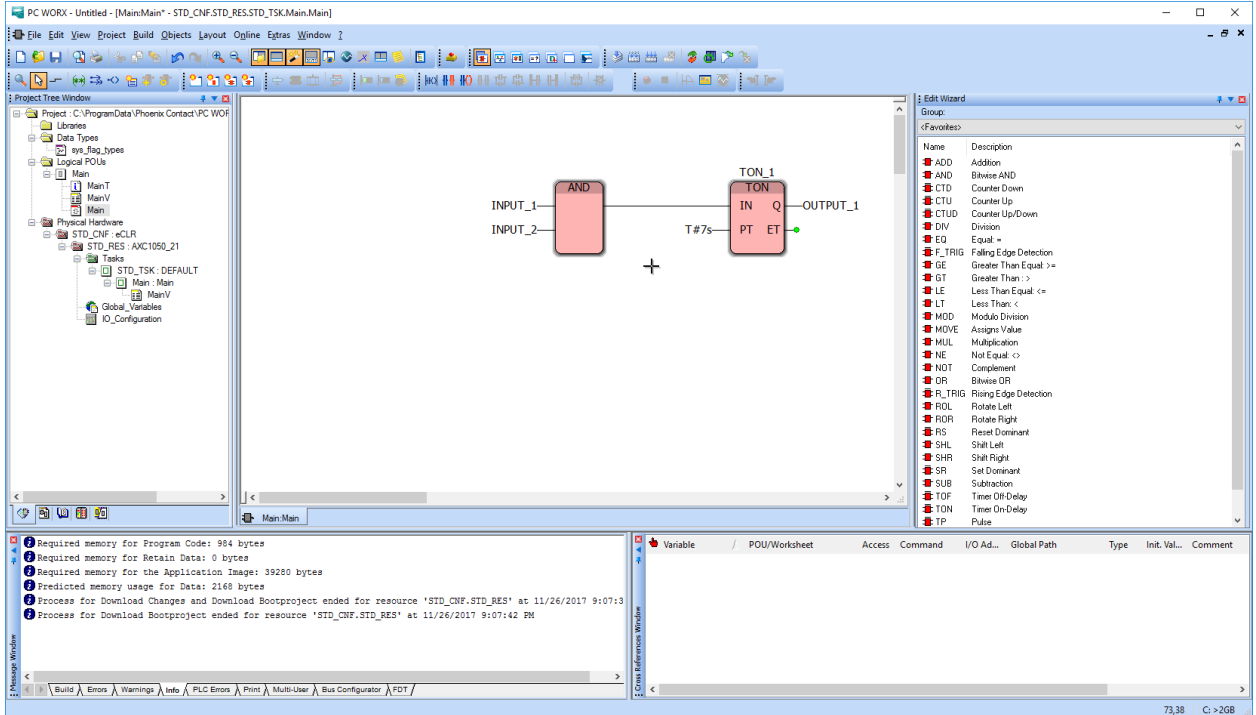 PC WORX - Untitled - [Main:Main* - STD_CNF.STD_RES.STD_TSK.Main.Main]
File Edit View Project Build Objects Layout Online Extras Window ?
Project Tree Window
Project : C:\ProgramData\Phoenix Contact\PC WOF
Libraries
Data Types
sys_flag_types
Logical POUs
Main
MainT
MainV
Main
Physical Hardware
STD_CNF : eCLR
STD_RES : AXC1050_21
Tasks
STD_TSK : DEFAULT
Main : Main
MainV
Global_Variables
IO_Configuration
AND
INPUT_1
INPUT_2
TON_1
TON
IN Q
OUTPUT_1
T#7s
PT ET
Main:Main
Edit Wizard
Group:
<Favorites>
Name Description
ADD Addition
AND Bitwise AND
CTD Counter Down
CTU Counter Up
CTUD Counter Up/Down
DIV Division
EQ Equal: =
F_TRIG Falling Edge Detection
GE Greater Than Equal: >=
GT Greater Than : >
LE Less Than Equal: <=
LT Less Than: <
MOD Modulo Division
MOVE Assigns Value
MUL Multiplication
NE Not Equal: <>
NOT Complement
OR Bitwise OR
R_TRIG Rising Edge Detection
ROL Rotate Left
ROR Rotate Right
RS Reset Dominant
SHL Shift Left
SHR Shift Right
SR Set Dominant
SUB Subtraction
TOF Timer Off-Delay
TON Timer On-Delay
TP Pulse
Required memory for Program Code: 984 bytes
Required memory for Retain Data: 0 bytes
Required memory for the Application Image: 39280 bytes
Predicted memory usage for Data: 2168 bytes
Process for Download Changes and Download Bootproject ended for resource 'STD_CNF.STD_RES' at 11/26/2017 9:07:3
Process for Download Bootproject ended for resource 'STD_CNF.STD_RES' at 11/26/2017 9:07:42 PM
Message Window
Build Errors Warnings Info PLC Errors Print Multi-User Bus Configurator FDT
Cross References Window
Variable / POU/Worksheet Access Command I/O Ad... Global Path Type Init. Val... Comment
73,38 C: >2GB